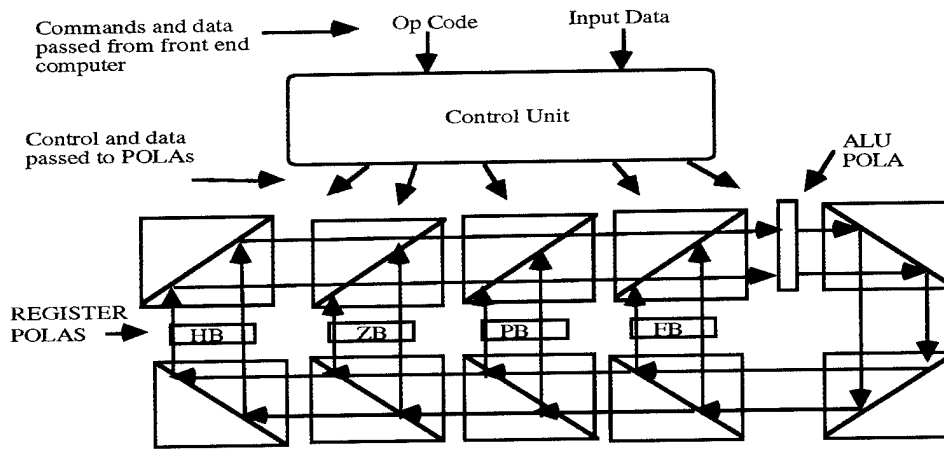 Commands and data
passed from front end
computer
Op Code
Input Data
Control Unit
Control and data
passed to POLAs
ALU
POLA
REGISTER
POLAS
HB
ZB
PB
FB